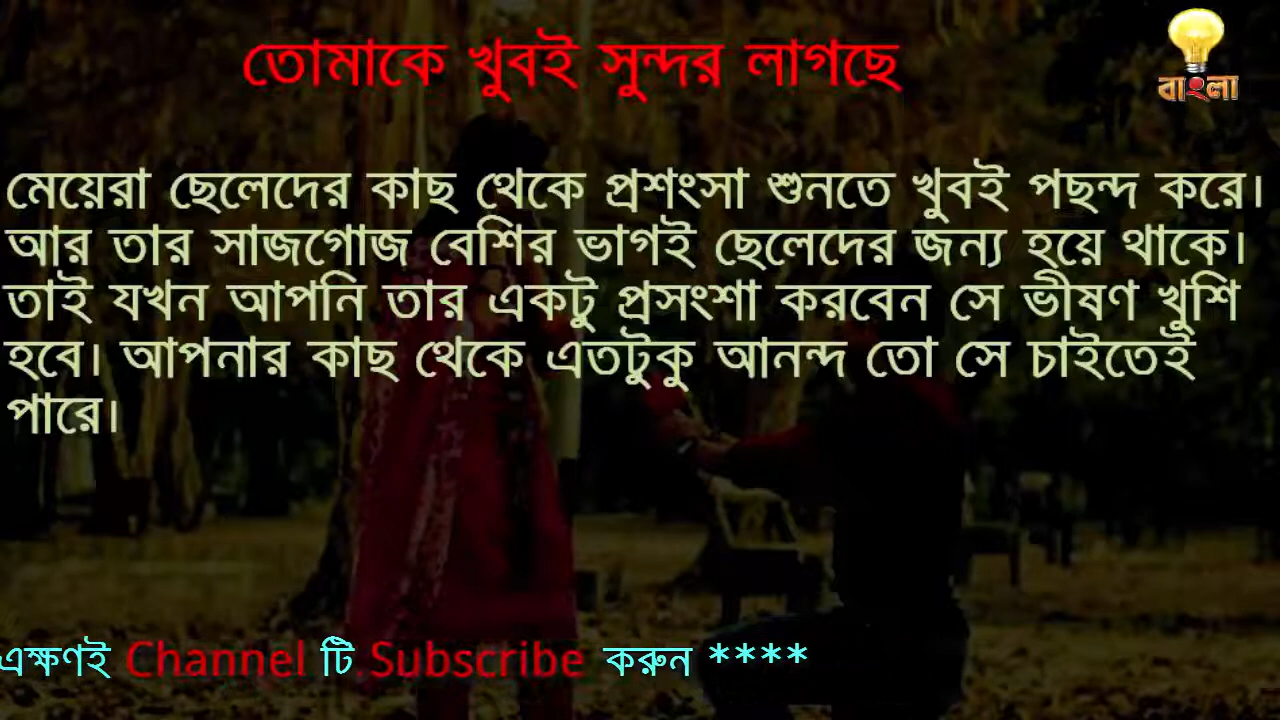 তোমাকে খুবই সুন্দর লাগছে
বাংলা
মেয়েরা ছেলেদের কাছ থেকে প্রশংসা শুনতে খুবই পছন্দ করে।
আর তার সাজগোজ বেশির ভাগই ছেলেদের জন্য হয়ে থাকে।
তাই যখন আপনি তার একটু প্রসংশা করবেন সে ভীষণ খুশি
হবে। আপনার কাছ থেকে এতটুকু আনন্দ তো সে চাইতেই
পারে।
এক্ষণই Channel টি Subscribe করুন ****